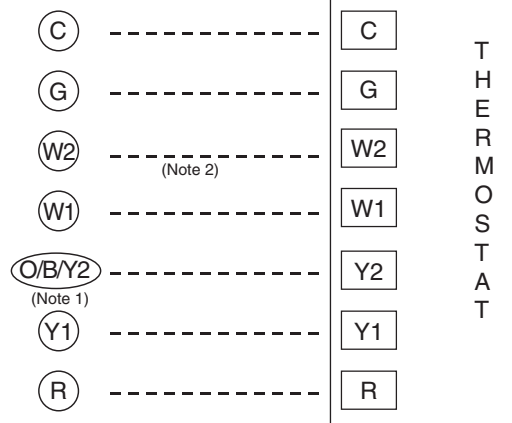 C C
G G
W2 W2
(Note 2)
W1 W1
O/B/Y2 Y2
(Note 1)
Y1 Y1
R R
THERMOSTAT